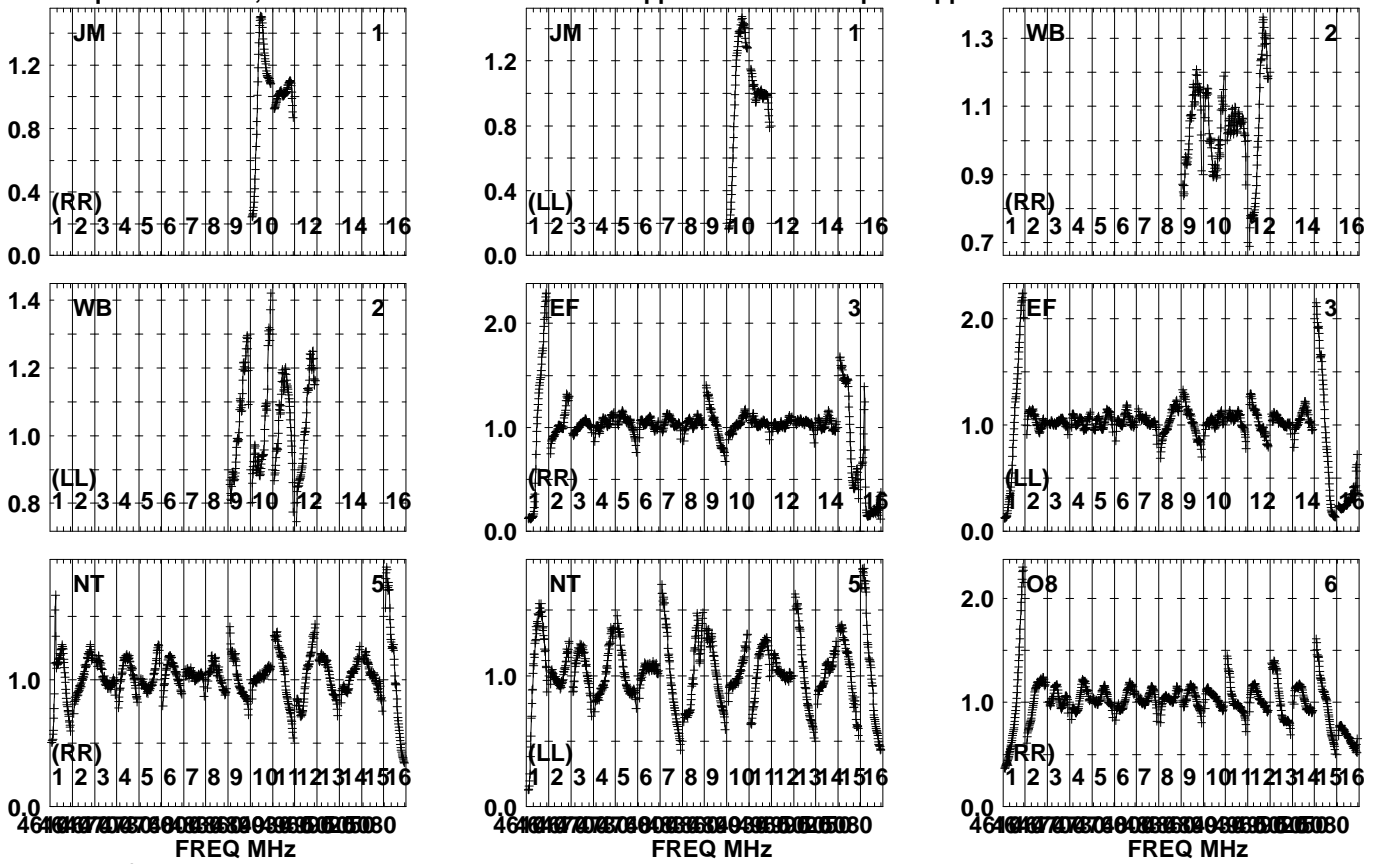 JM 1
1.2
0.8
0.4
0.0
(RR)
1 2 3 4 5 6 7 8 9 10 12 14 16
JM 1
1.2
0.8
0.4
0.0
(LL)
1 2 3 4 5 6 7 8 9 10 12 14 16
WB 2
1.3
1.1
0.9
0.7
(RR)
1 2 3 4 5 6 7 8 9 10 12 14 16
WB 2
1.4
1.2
1.0
0.8
(LL)
1 2 3 4 5 6 7 8 9 10 12 14 16
EF 3
2.0
1.0
0.0
(RR)
1 2 3 4 5 6 7 8 9 10 12 14 16
EF 3
2.0
1.0
0.0
(LL)
1 2 3 4 5 6 7 8 9 10 12 14 16
NT 5
1.0
0.0
(RR)
1 2 3 4 5 6 7 8 9 10 11 12 13 14 15 16
FREQ MHz
NT 5
1.0
0.0
(LL)
1 2 3 4 5 6 7 8 9 10 11 12 13 14 15 16
FREQ MHz
O8 6
2.0
1.0
0.0
(RR)
1 2 3 4 5 6 7 8 9 10 11 12 13 14 15 16
FREQ MHz